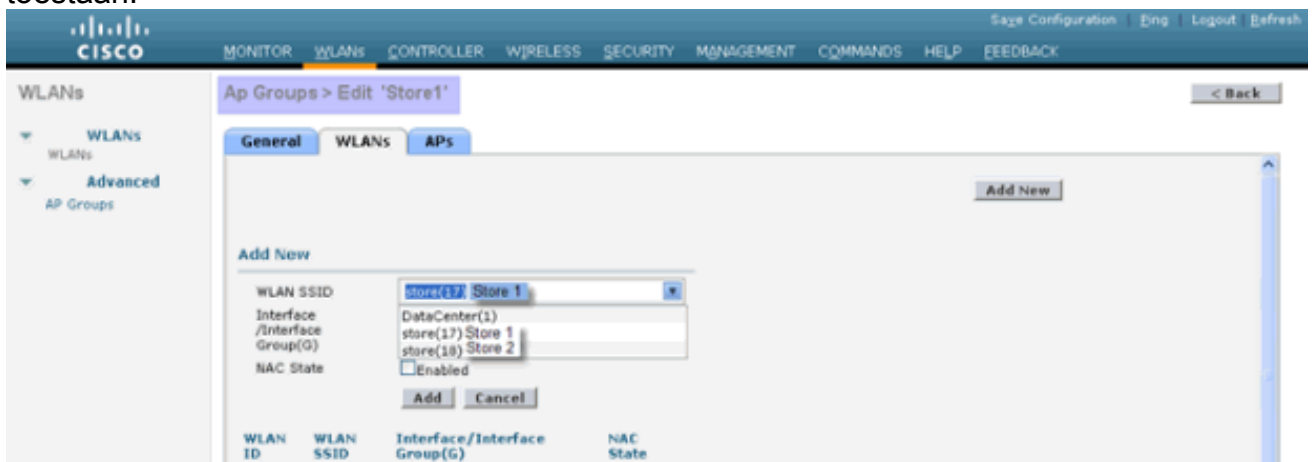 toestaan.
Save Configuration | Ping | Logout | Refresh
CISCO
MONITOR WLANs CONTROLLER WIRELESS SECURITY MANAGEMENT COMMANDS HELP FEEDBACK
WLANs
Ap Groups > Edit 'Store1'
< Back
WLANs
WLANs
Advanced
AP Groups
General WLANs APs
Add New
Add New
WLAN SSID
store(17) Store 1
Interface
/Interface
Group(G)
DataCenter(1)
store(17) Store 1
store(18) Store 2
NAC State
Enabled
Add Cancel
WLAN
ID
WLAN
SSID
Interface/Interface
Group(G)
NAC
State